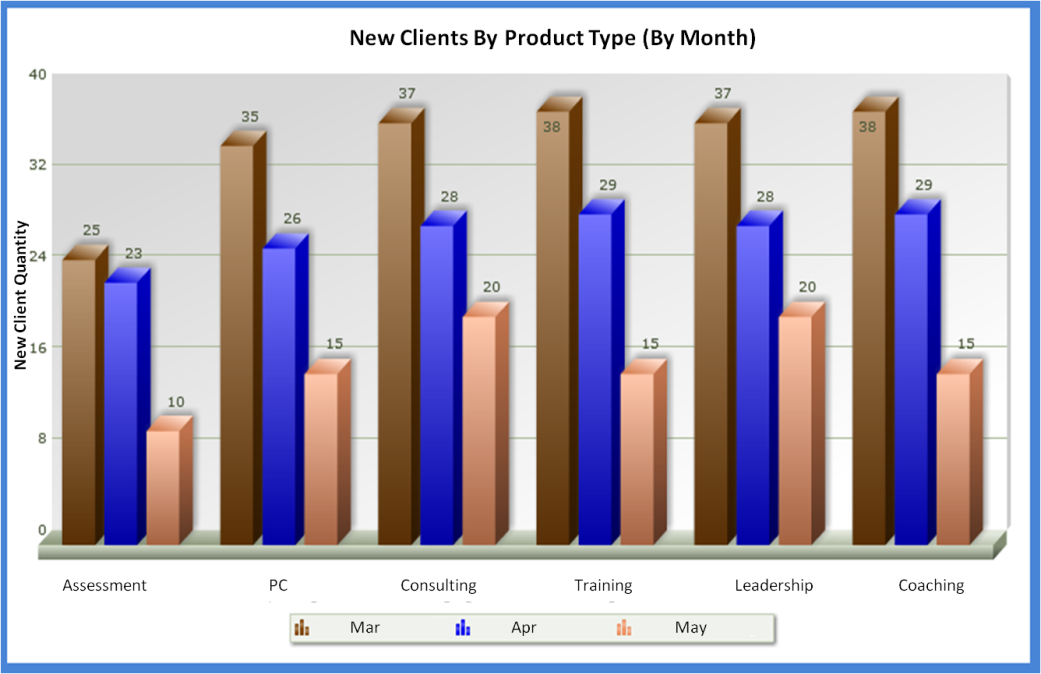 New Clients By Product Type (By Month)
New Client Quantity
40
32
24
16
8
0
25
23
10
35
26
15
37
28
20
38
29
15
37
28
20
38
29
15
Assessment
PC
Consulting
Training
Leadership
Coaching
Mar
Apr
May